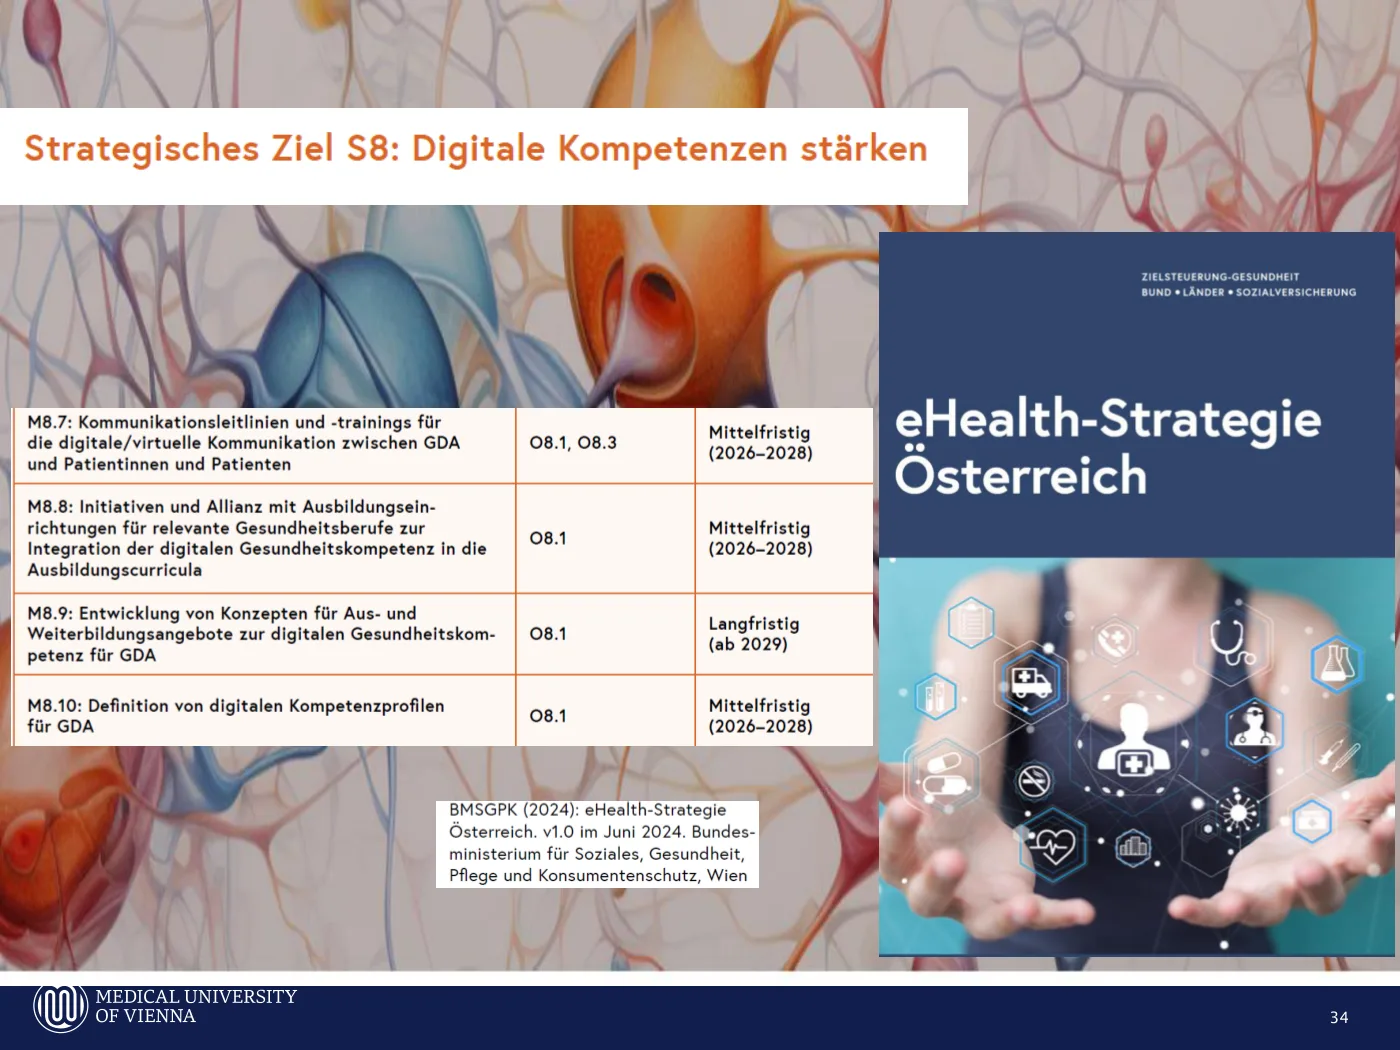 Strategisches Ziel S8: Digitale Kompetenzen stärken
ZIELSTEUERUNG-GESUNDHEIT
BUND • LÄNDER • SOZIALVERSICHERUNG
eHealth-Strategie
Österreich
M8.7: Kommunikationsleitlinien und -trainings für
die digitale/virtuelle Kommunikation zwischen GDA
und Patientinnen und Patienten
O8.1, O8.3
Mittelfristig
(2026–2028)
M8.8: Initiativen und Allianz mit Ausbildungsein-
richtungen für relevante Gesundheitsberufe zur
Integration der digitalen Gesundheitskompetenz in die
Ausbildungscurricula
O8.1
Mittelfristig
(2026–2028)
M8.9: Entwicklung von Konzepten für Aus- und
Weiterbildungsangebote zur digitalen Gesundheitskom-
petenz für GDA
O8.1
Langfristig
(ab 2029)
M8.10: Definition von digitalen Kompetenzprofilen
für GDA
O8.1
Mittelfristig
(2026–2028)
BMSGPK (2024): eHealth-Strategie
Österreich. v1.0 im Juni 2024. Bundes-
ministerium für Soziales, Gesundheit,
Pflege und Konsumentenschutz, Wien
MEDICAL UNIVERSITY
OF VIENNA
34